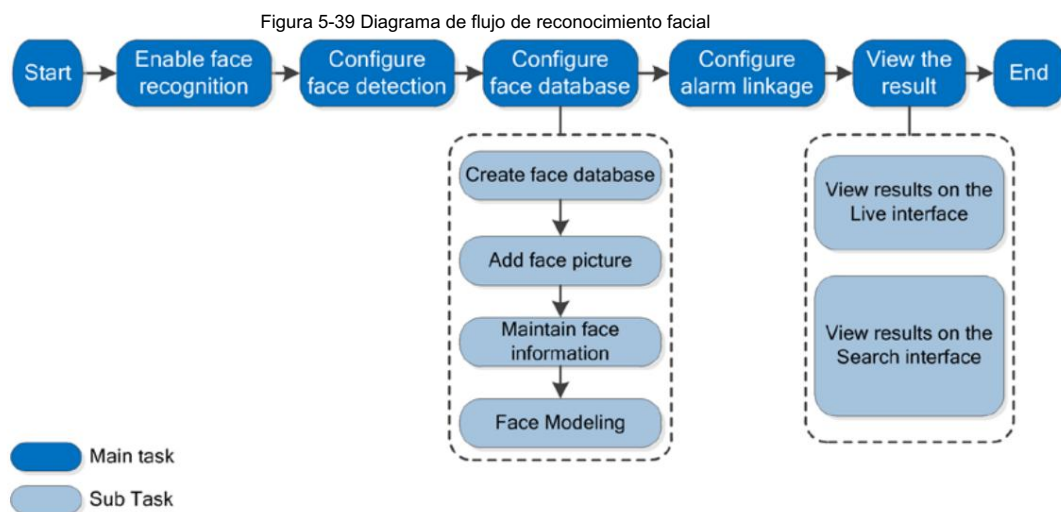 Figura 5-39 Diagrama de flujo de reconocimiento facial
Start
Enable face
recognition
Configure
face detection
Configure
face database
Configure
alarm linkage
View the
result
End
Create face database
Add face picture
Maintain face
information
Face Modeling
View results on the
Live interface
View results on the
Search interface
Main task
Sub Task